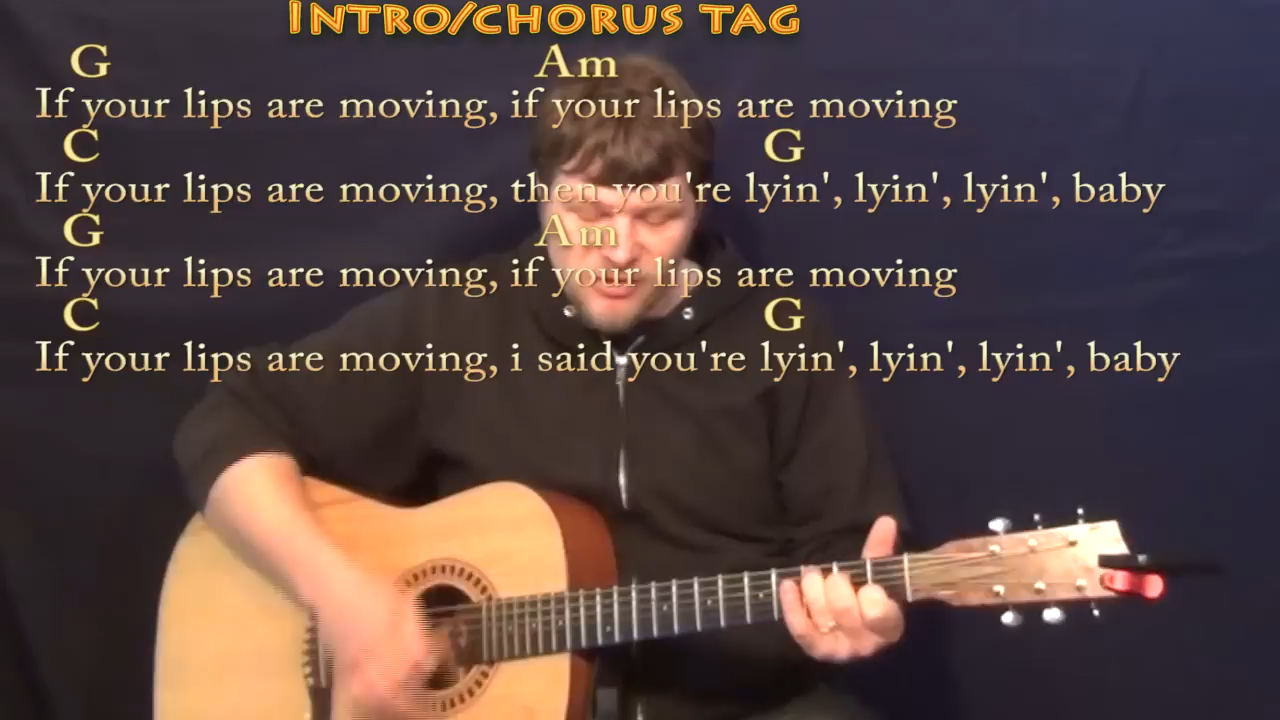 INTRO/CHORUS TAG
G Am
If your lips are moving, if your lips are moving
C G
If your lips are moving, then you're lyin', lyin', lyin', baby
G Am
If your lips are moving, if your lips are moving
C G
If your lips are moving, i said you're lyin', lyin', lyin', baby